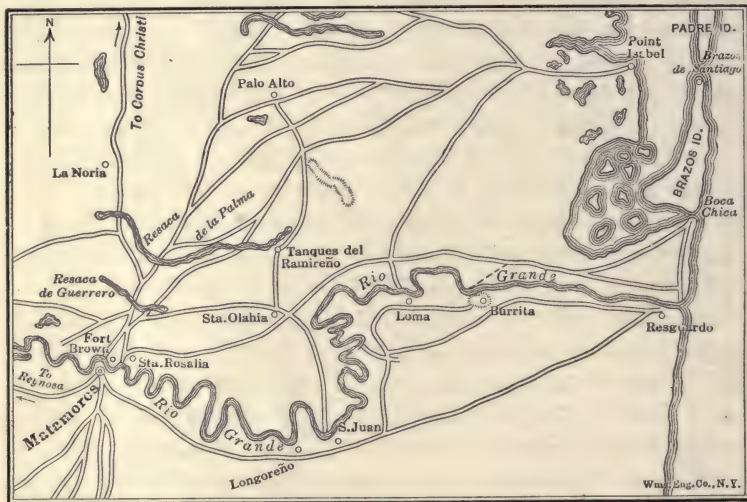 N
To Corpus Christi
PADRE ID.
Point
Isabel
Brazos
de Santiago
Palo Alto
La Noria
BRAZOS ID.
Boca
Chica
Resaca
de la Palma
Tanques del
Ramireño
Resaca
de Guerrero
Rio
Grande
Sta. Olahia
Loma
Burrita
Resguardo
Fort
Brown
Sta. Rosalia
To
Reynosa
Matamoros
Rio
Grande
S. Juan
Longoreño
Eng. Co., N.Y.